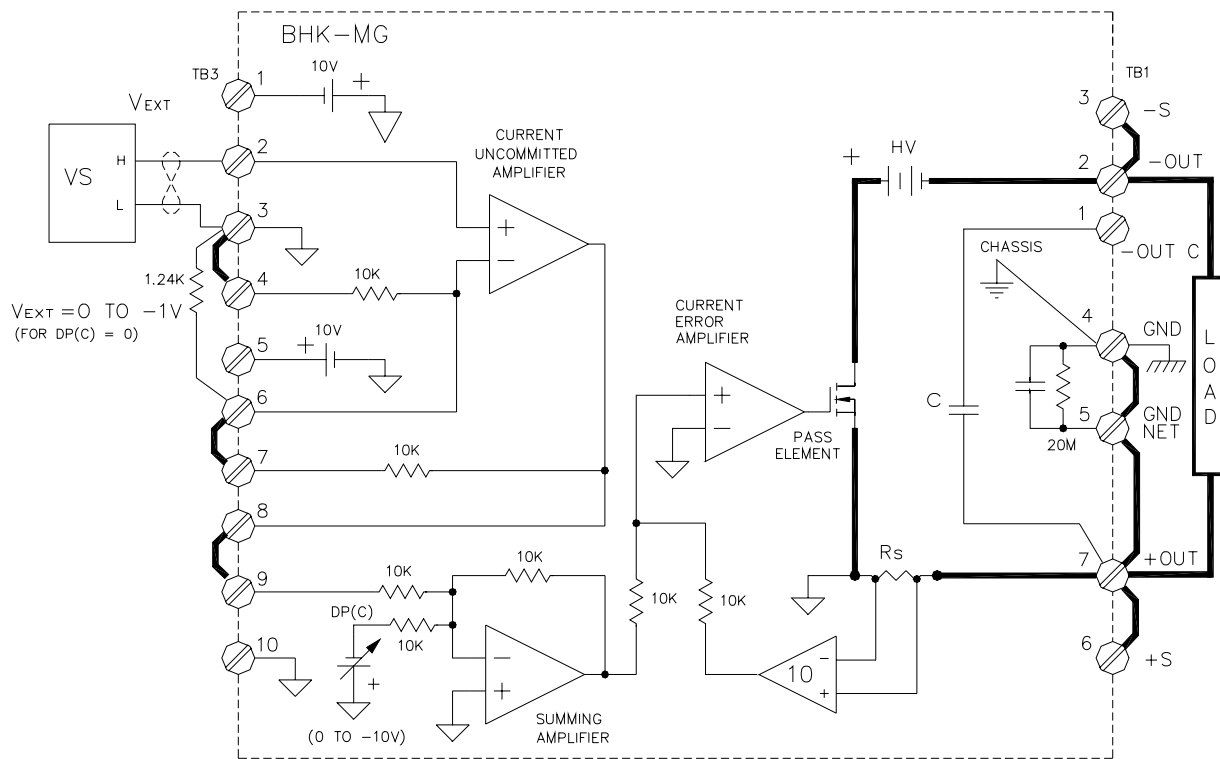 BHK-MG
TB3
TB1
1
10V
+
3
-S
VEXT
VS
H
L
2
CURRENT
UNCOMMITTED
AMPLIFIER
+
-
+
HV
2
-OUT
3
1
-OUT C
CHASSIS
1.24K
4
10K
VEXT=0 TO -1V
(FOR DP(C) = 0)
CURRENT
ERROR
AMPLIFIER
+
-
PASS
ELEMENT
C
4
GND
LOAD
5
+
10V
6
5
GND
NET
20M
7
10K
8
9
10K
10K
10K
10K
Rs
7
+OUT
DP(C)
10K
+
(0 TO -10V)
-
+
SUMMING
AMPLIFIER
10
-
+
10
6
+S